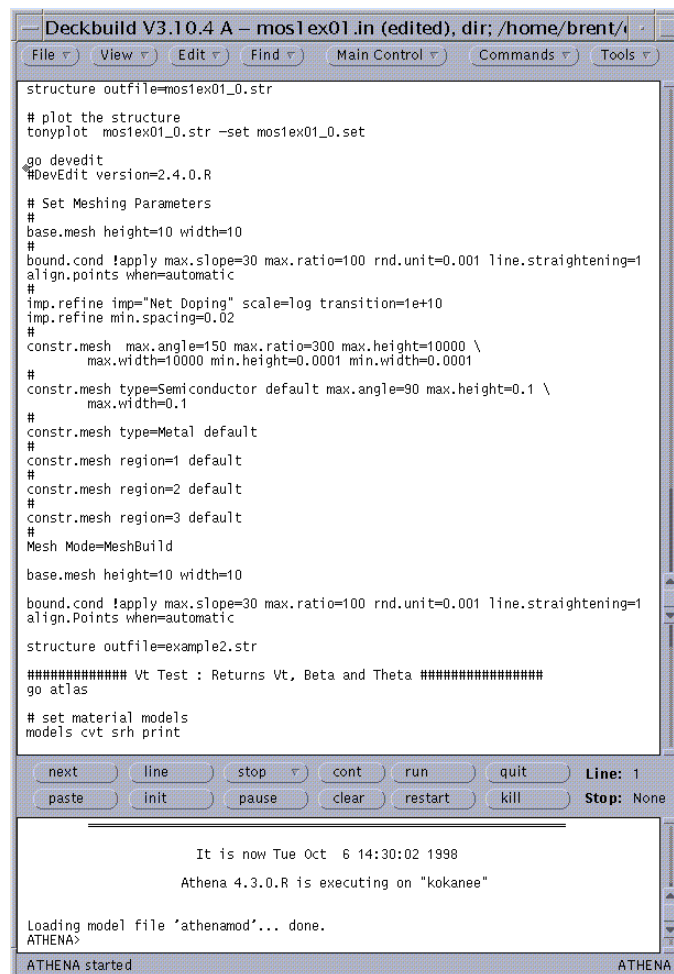 Deckbuild V3.10.4 A – mos1ex01.in (edited), dir; /home/brent/
File View Edit Find Main Control Commands Tools
structure outfile=mos1ex01_0.str
# plot the structure
tonyplot  mos1ex01_0.str –set mos1ex01_0.set
go devedit
#DevEdit version=2.4.0.R
# Set Meshing Parameters
#
base.mesh height=10 width=10
#
bound.cond !apply max.slope=30 max.ratio=100 rnd.unit=0.001 line.straightening=1
align.points when=automatic
#
imp.refine imp="Net Doping" scale=log transition=1e+10
imp.refine min.spacing=0.02
#
constr.mesh  max.angle=150 max.ratio=300 max.height=10000 \
max.width=10000 min.height=0.0001 min.width=0.0001
#
constr.mesh type=Semiconductor default max.angle=90 max.height=0.1 \
max.width=0.1
#
constr.mesh type=Metal default
#
constr.mesh region=1 default
#
constr.mesh region=2 default
#
constr.mesh region=3 default
#
Mesh Mode=MeshBuild
base.mesh height=10 width=10
bound.cond !apply max.slope=30 max.ratio=100 rnd.unit=0.001 line.straightening=1
align.Points when=automatic
structure outfile=example2.str
############# Vt Test : Returns Vt, Beta and Theta ################
go atlas
# set material models
models cvt srh print
next line stop cont run quit Line: 1
paste init pause clear restart kill Stop: None
It is now Tue Oct  6 14:30:02 1998
Athena 4.3.0.R is executing on "kokanee"
Loading model file 'athenamod'... done.
ATHENA>
ATHENA started ATHENA